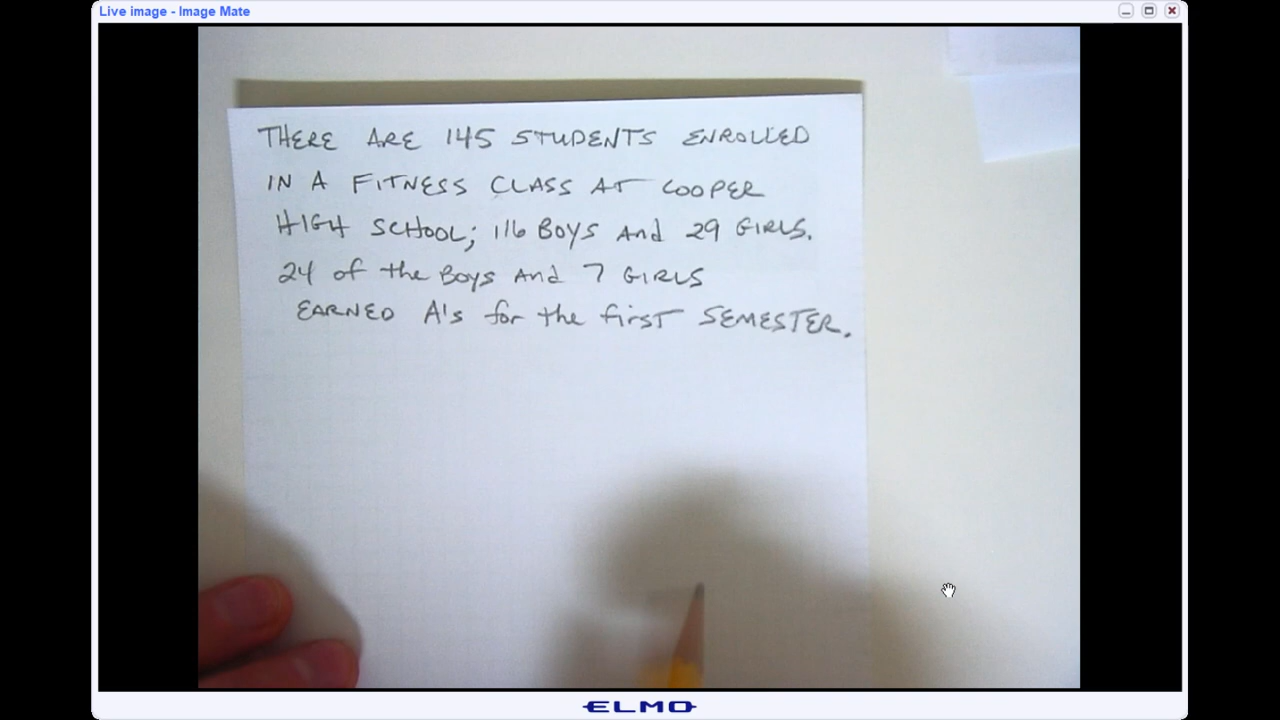 Live image - Image Mate
THERE ARE 145 STUDENTS ENROLLED
IN A FITNESS CLASS AT COOPER
HIGH SCHOOL; 116 BOYS And 29 GIRLS.
24 of the Boys And 7 GIRLS
EARNED A's for the first SEMESTER.
ELMO